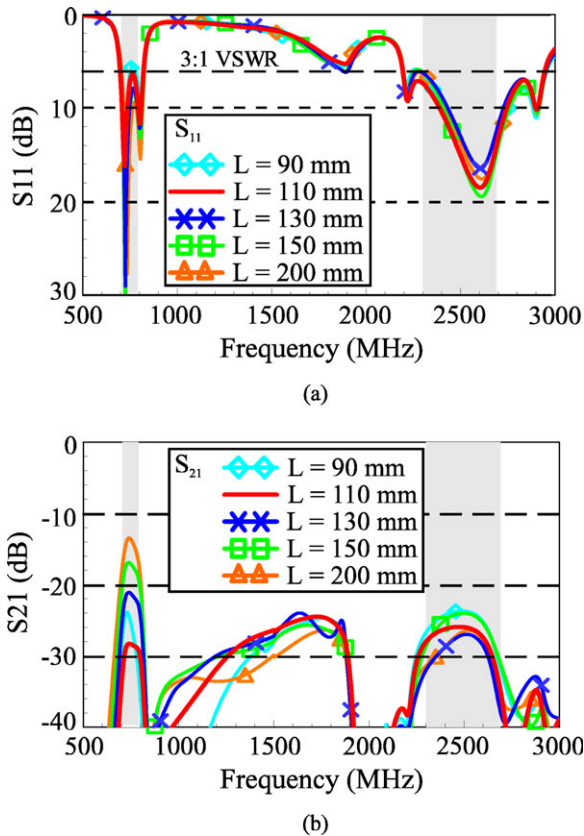 0
3:1 VSWR
10
S11 (dB)
20
30
S11
L = 90 mm
L = 110 mm
L = 130 mm
L = 150 mm
L = 200 mm
500 1000 1500 2000 2500 3000
Frequency (MHz)
(a)
0
-10
S21 (dB)
-20
-30
-40
S21
L = 90 mm
L = 110 mm
L = 130 mm
L = 150 mm
L = 200 mm
500 1000 1500 2000 2500 3000
Frequency (MHz)
(b)